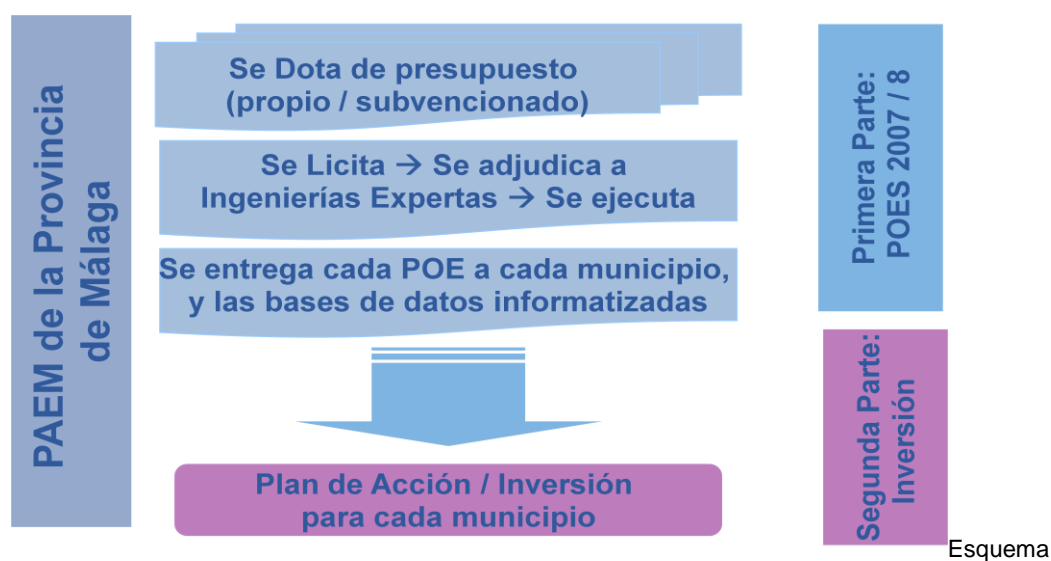 PAEM de la Provincia
de Málaga
Se Dota de presupuesto
(propio / subvencionado)
Se Licita → Se adjudica a
Ingenierías Expertas → Se ejecuta
Se entrega cada POE a cada municipio,
y las bases de datos informatizadas
Plan de Acción / Inversión
para cada municipio
Primera Parte:
POES 2007 / 8
Segunda Parte:
Inversión
Esquema